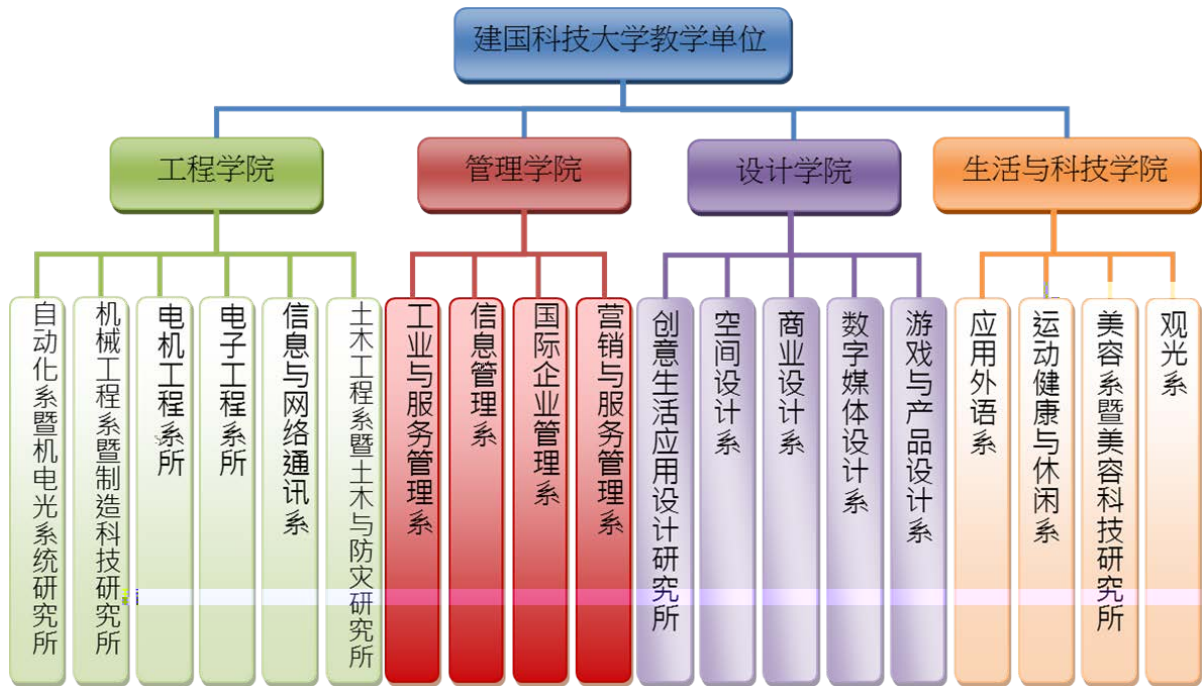 建国科技大学教学单位
工程学院
管理学院
设计学院
生活与科技学院
自动化系暨机电光系统研究所
机械工程系暨制造科技研究所
电机工程系所
电子工程系所
信息与网络通讯系
土木工程系暨土木与防灾研究所
工业与服务管理系
信息管理系
国际企业管理系
营销与服务管理系
创意生活应用设计研究所
空间设计系
商业设计系
数字媒体设计系
游戏与产品设计系
应用外语系
运动健康与休闲系
美容系暨美容科技研究所
观光系